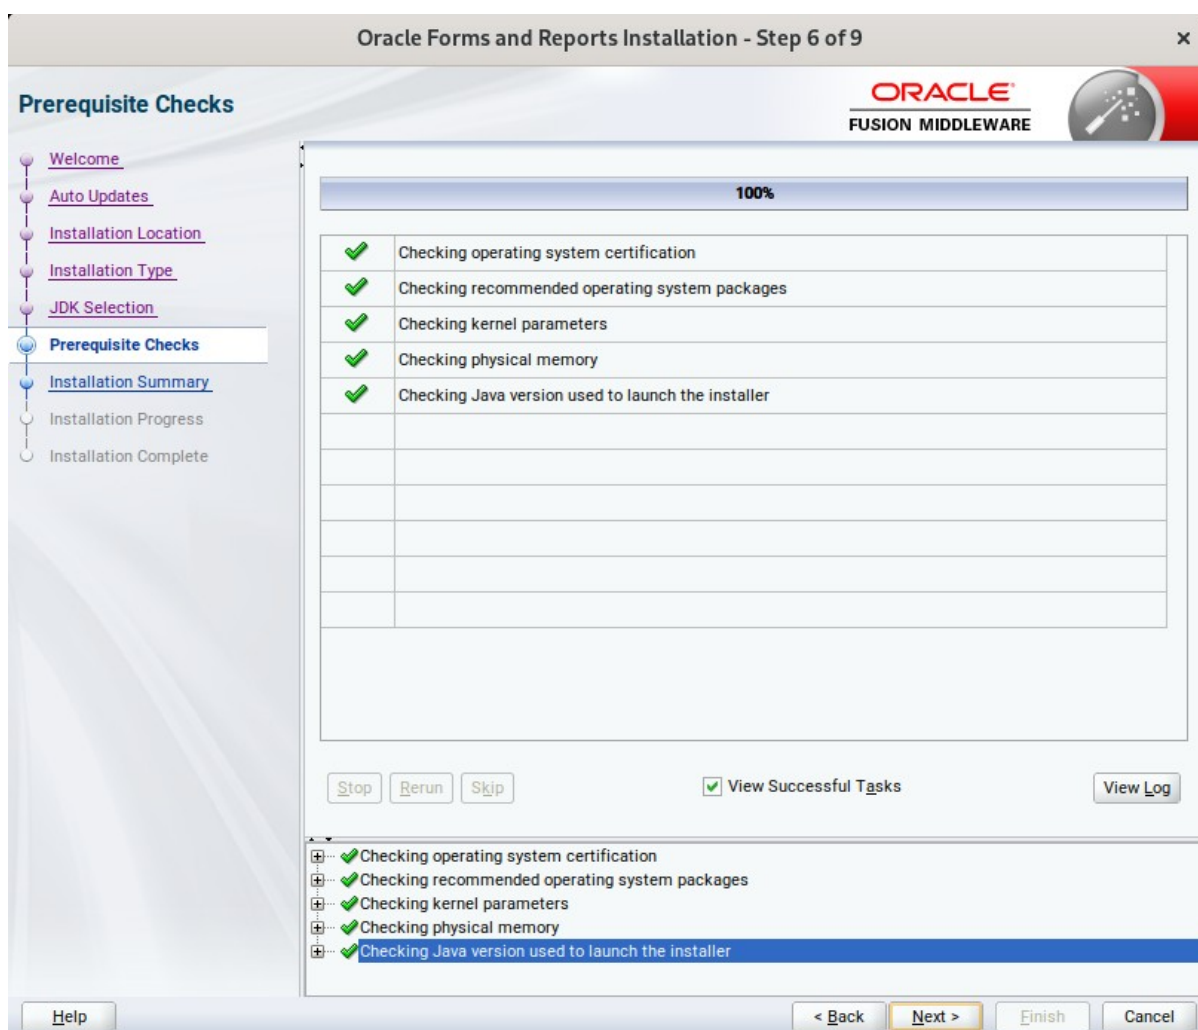 Oracle Forms and Reports Installation - Step 6 of 9
Prerequisite Checks
ORACLE
FUSION MIDDLEWARE
Welcome
Auto Updates
Installation Location
Installation Type
JDK Selection
Prerequisite Checks
Installation Summary
Installation Progress
Installation Complete
100%
Checking operating system certification
Checking recommended operating system packages
Checking kernel parameters
Checking physical memory
Checking Java version used to launch the installer
Stop Rerun Skip View Successful Tasks View Log
Checking operating system certification
Checking recommended operating system packages
Checking kernel parameters
Checking physical memory
Checking Java version used to launch the installer
Help < Back Next > Finish Cancel